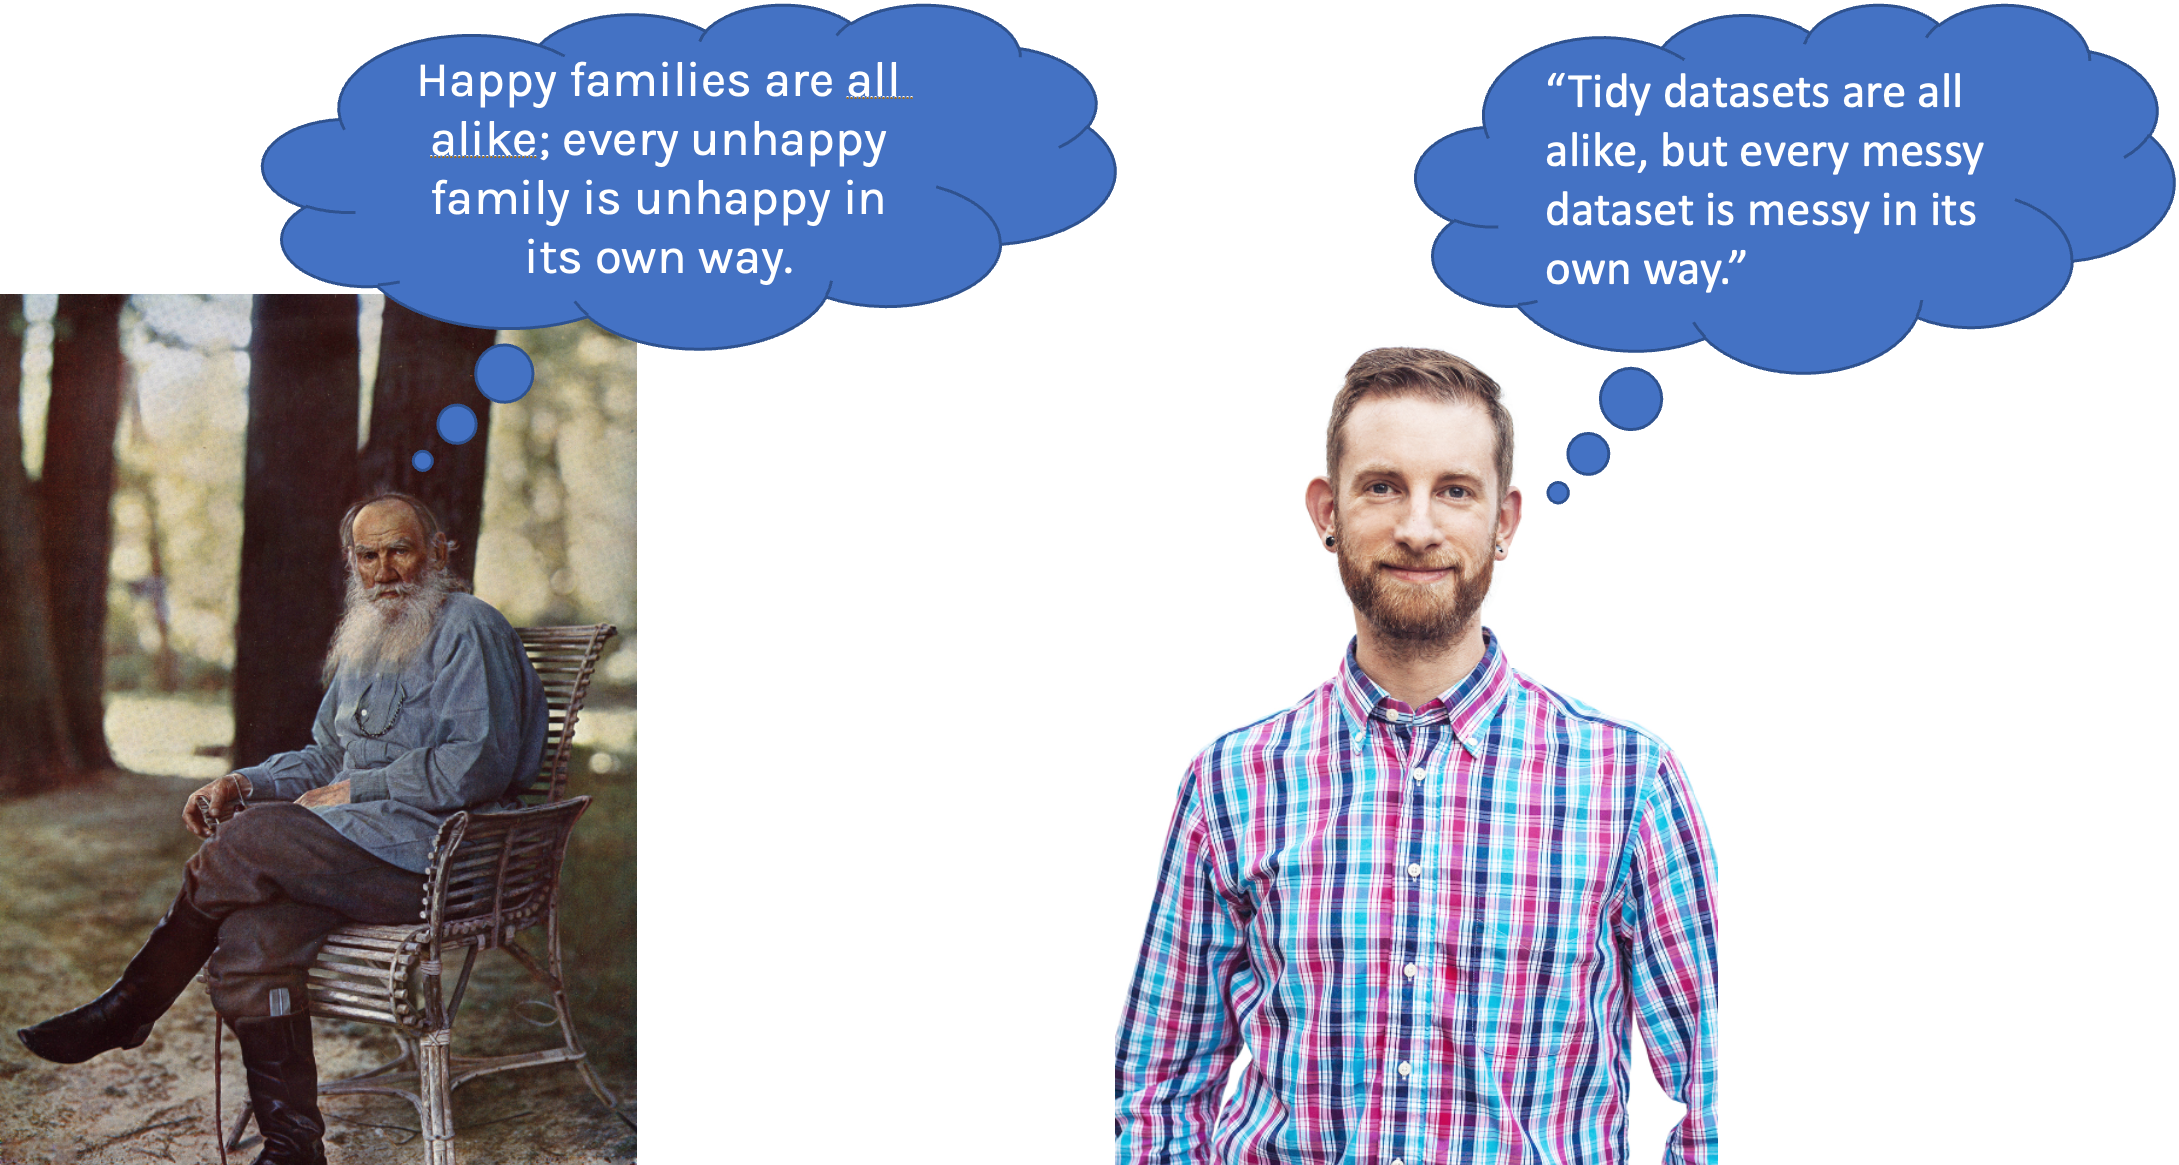 Happy families are all
alike; every unhappy
family is unhappy in
its own way.
“Tidy datasets are all
alike, but every messy
dataset is messy in its
own way.”